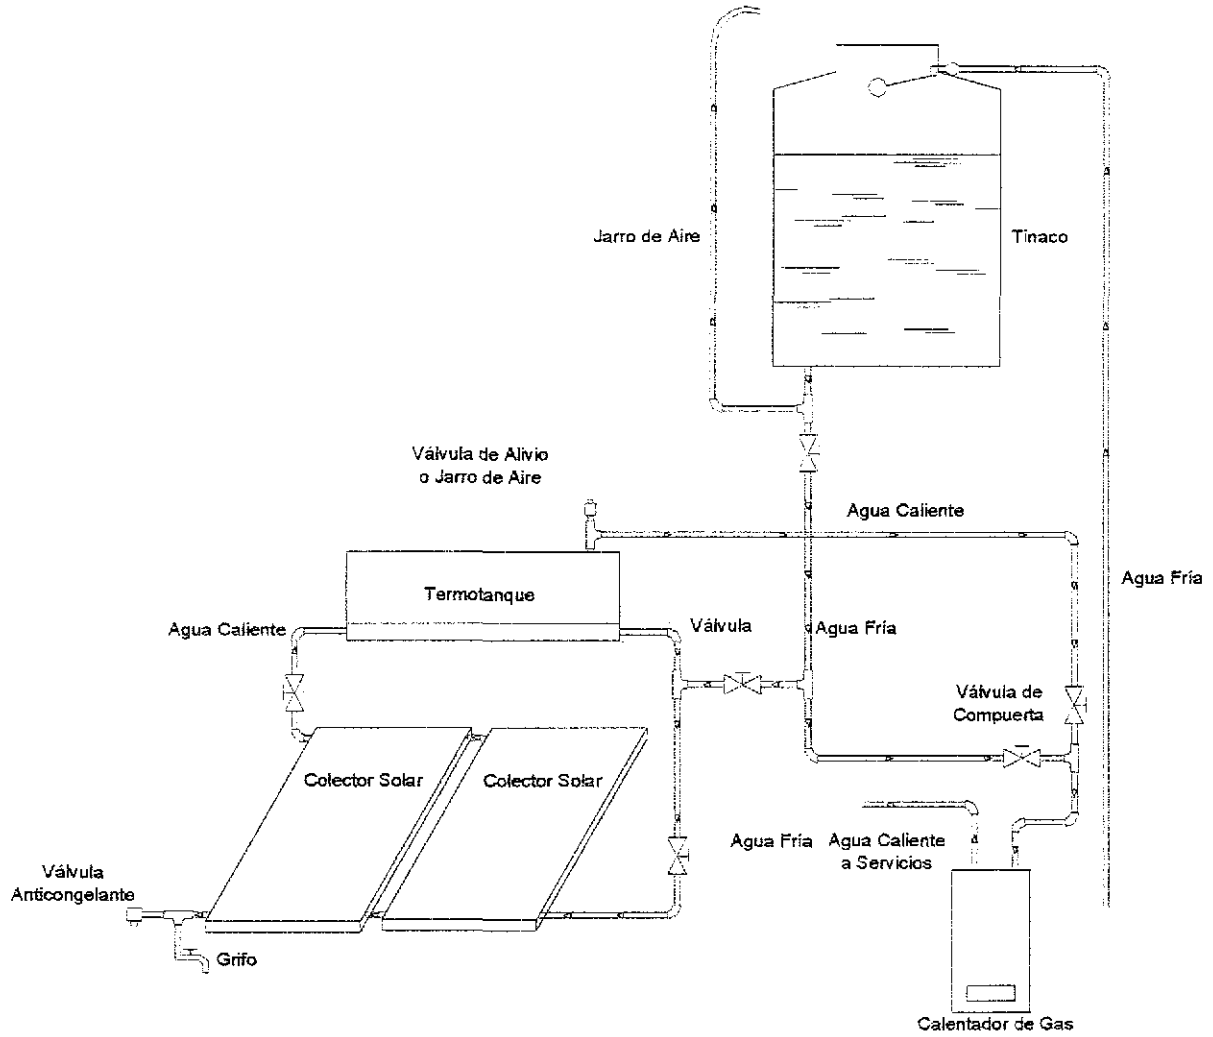 Jarro de Aire
Tinaco
Válvula de Alivio
o Jarro de Aire
Agua Caliente
Agua Fría
Termotanque
Agua Caliente
Válvula
Agua Fría
Válvula de
Compuerta
Colector Solar
Colector Solar
Agua Fría
Agua Caliente
a Servicios
Válvula
Anticongelante
Grifo
Calentador de Gas